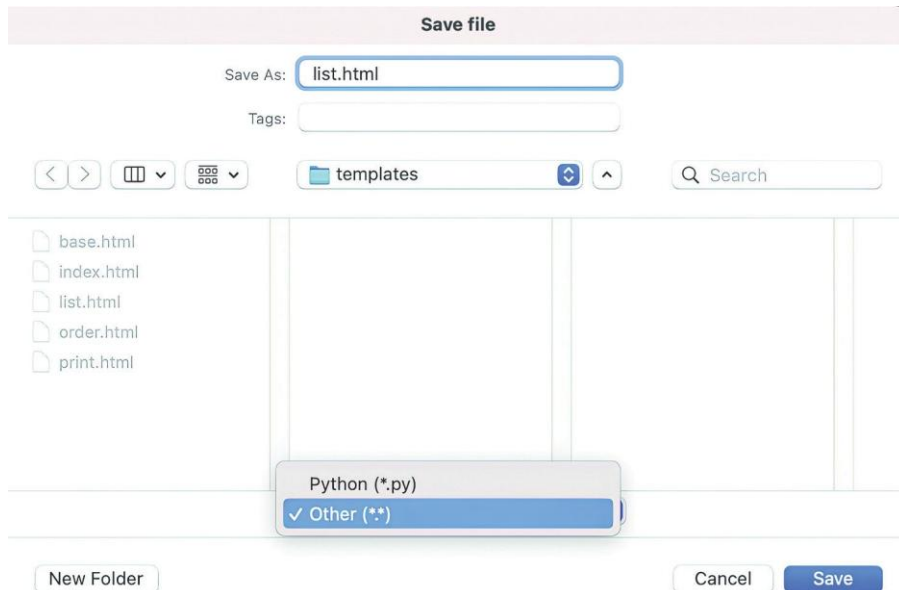 Save file
Save As: list.html
Tags:
templates Search
base.html
index.html
list.html
order.html
print.html
Python (*.py)
✓ Other (*.*)
New Folder Cancel Save